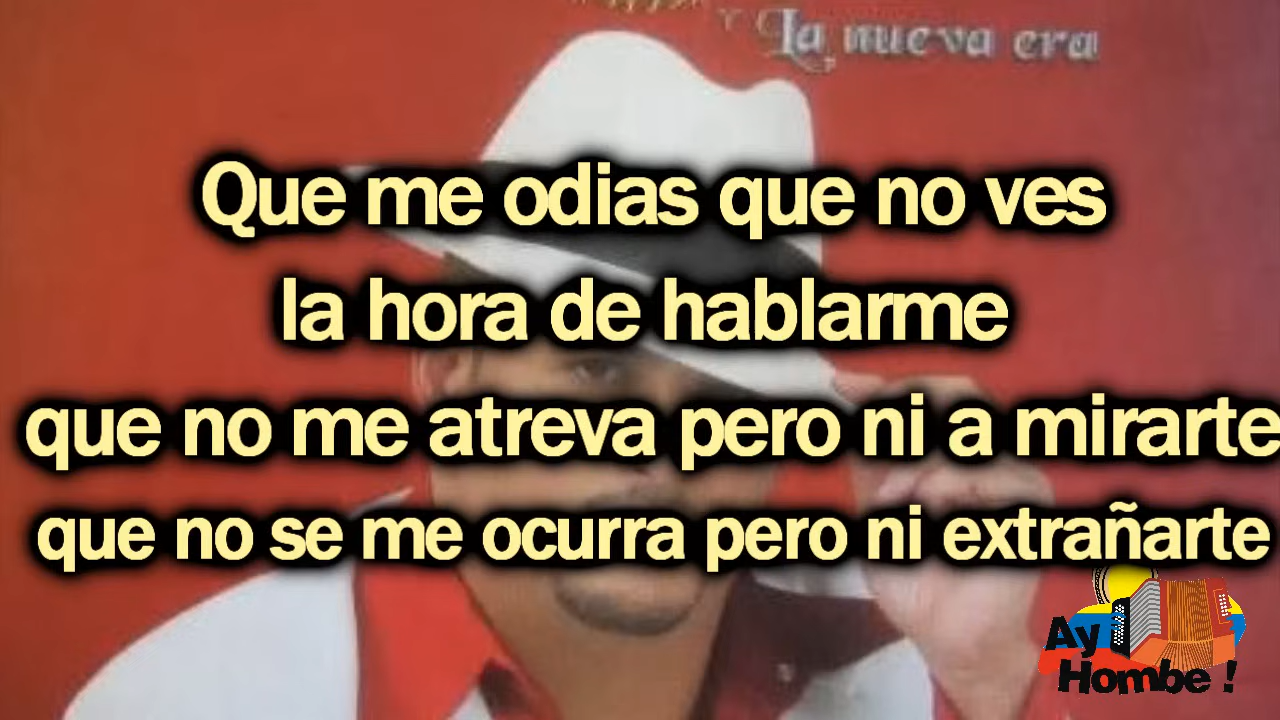 La nueva era
Que me odias que no ves
la hora de hablarme
que no me atreva pero ni a mirarte
que no se me ocurra pero ni extrañarte
Ay
Hombe !